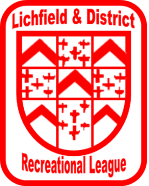 Lichfield & District
Recreational League